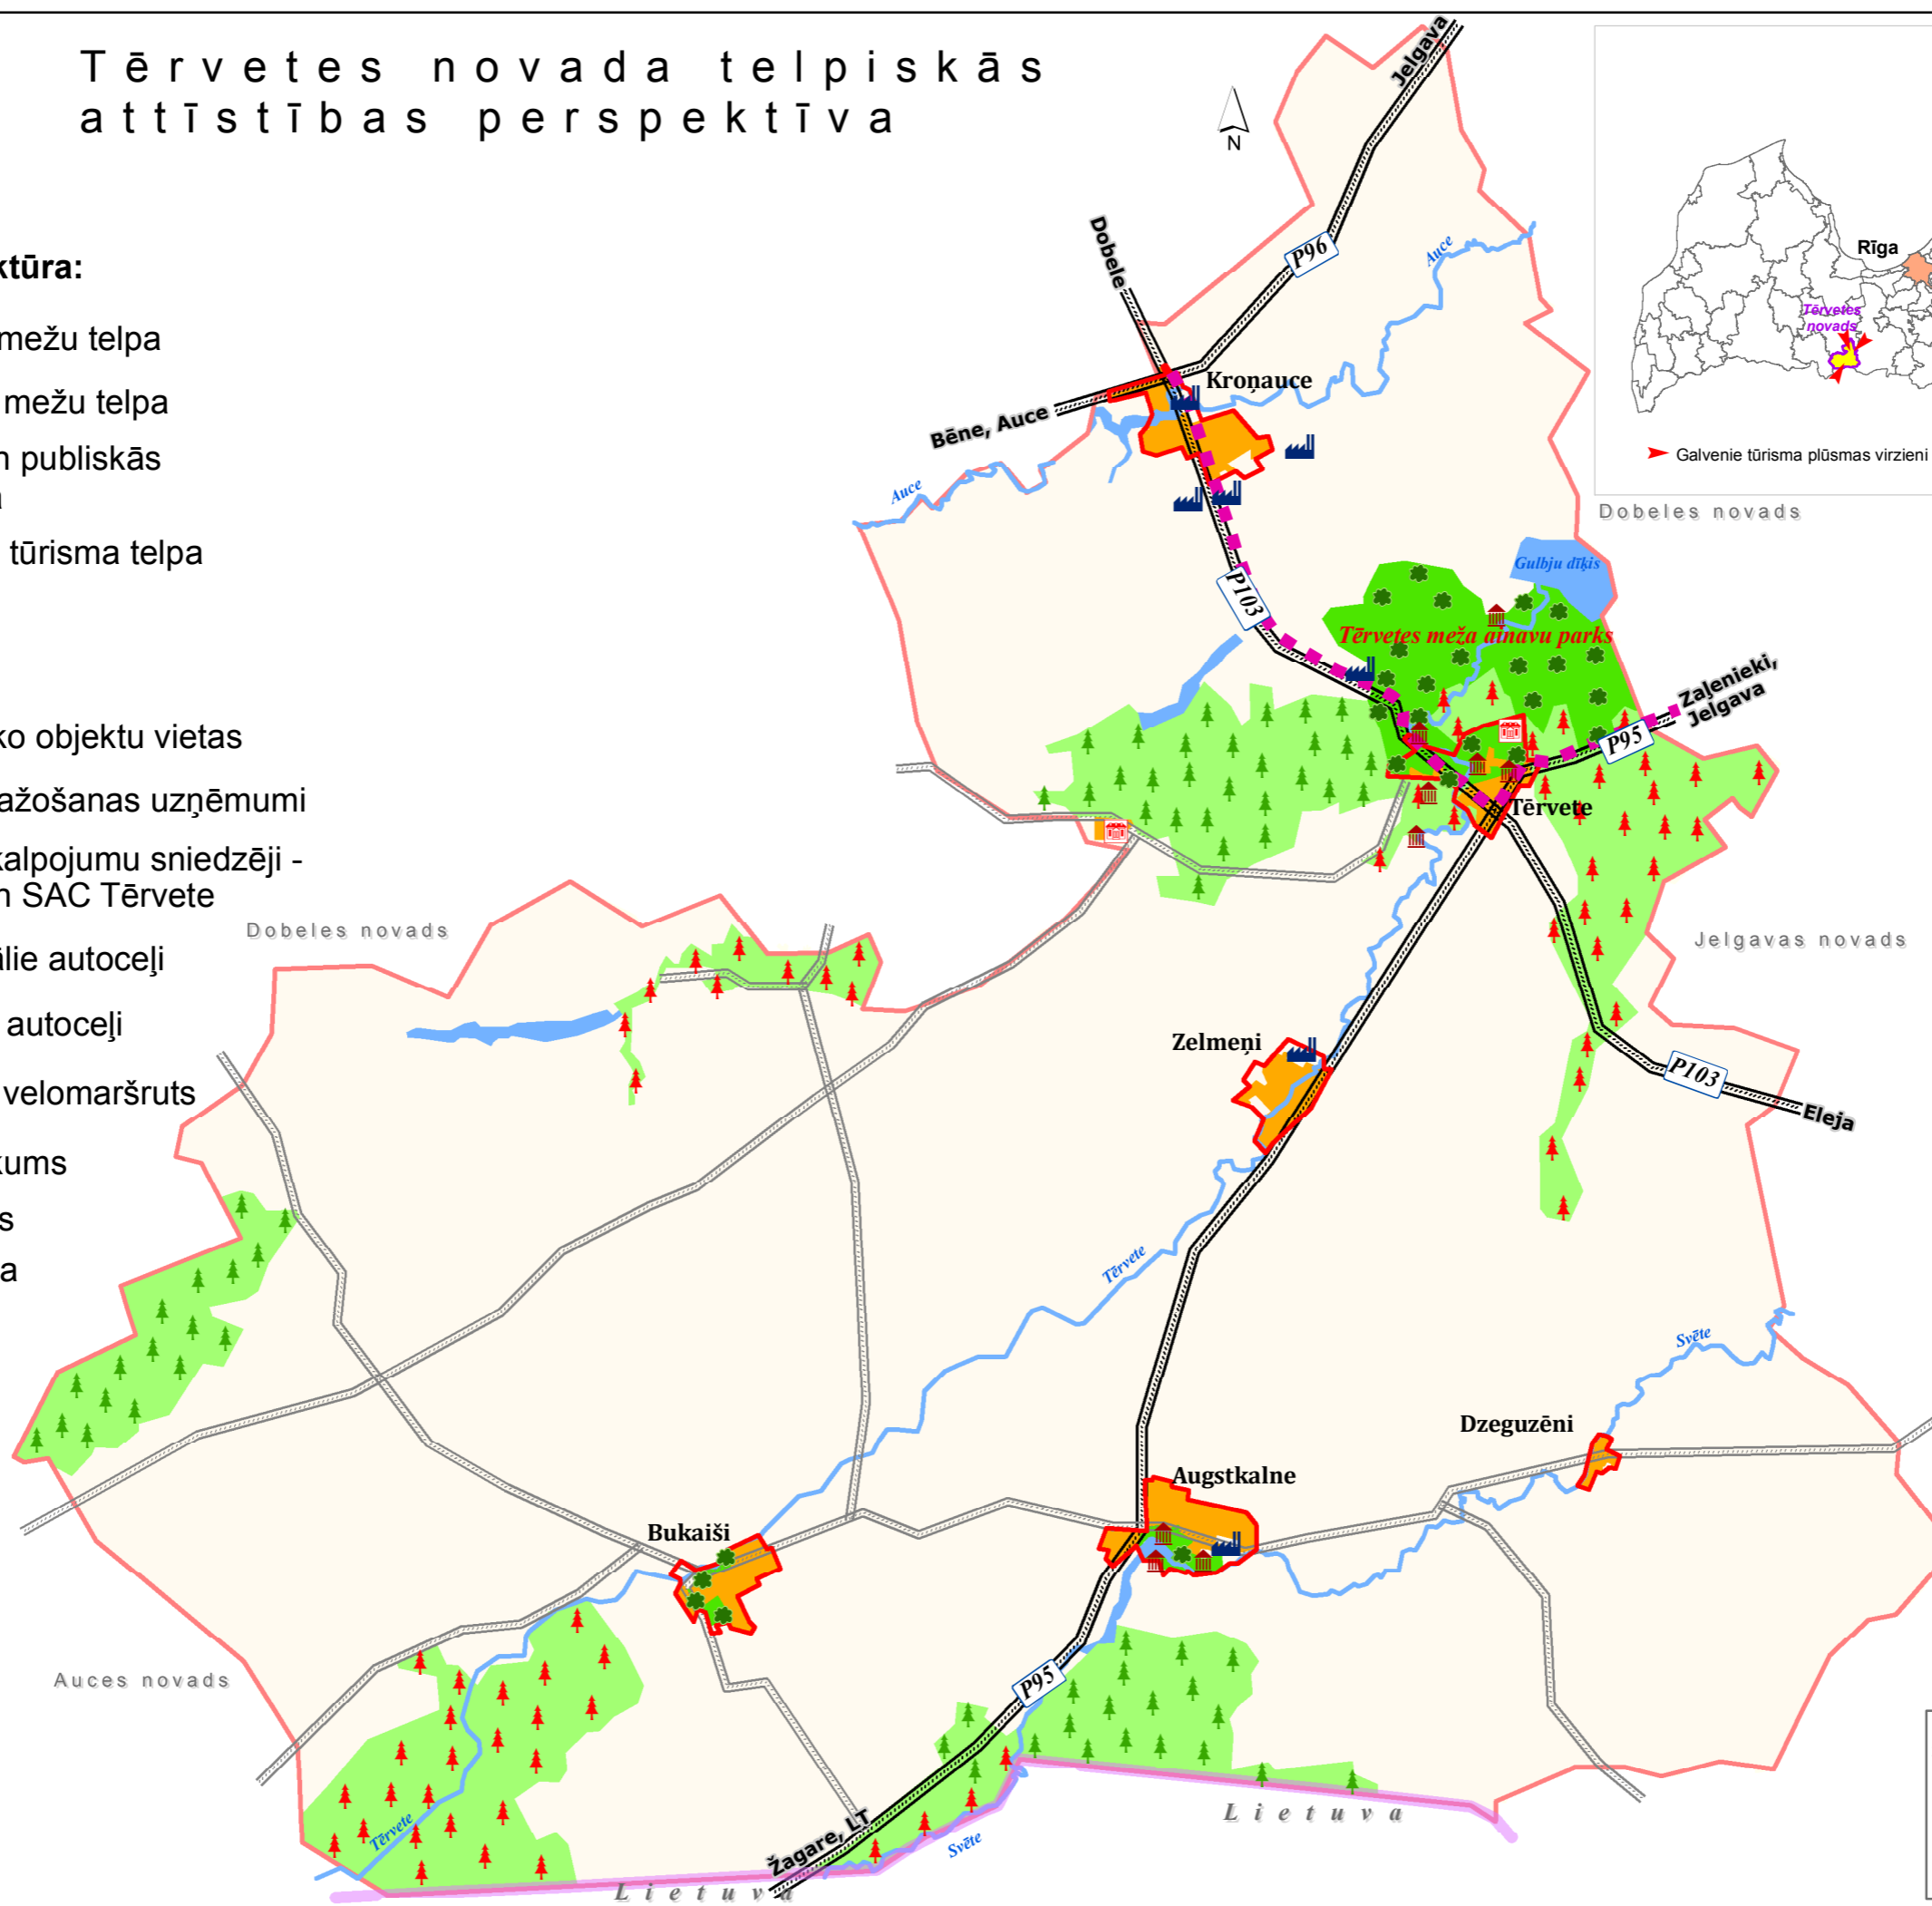 Tērvetes novada telpiskās
attīstības perspektīva
ktūra:
mežu telpa
mežu telpa
n publiskās
tūrisma telpa
ko objektu vietas
ažošanas uzņēmumi
kalpojumu sniedzēji -
n SAC Tērvete
ālie autoceļi
autoceļi
velomaršruts
kums
s
a
N
Jelgava
Dobele
P96
Auce
Kroņauce
Bēne, Auce
Auce
Rīga
Tērvetes
novads
Galvenie tūrisma plūsmas virzieni
Dobeles novads
Gulbju dīķis
P103
Tērvetes meža ainavu parks
Zaļenieki,
Jelgava
P95
Tērvete
Dobeles novads
Jelgavas novads
Zelmeņi
P103
Eleja
Tērvete
Svēte
Dzeguzēni
Augstkalne
Bukaiši
Auces novads
P95
Tērvete
Žagare, LT
Svēte
Lietuva
Lietuva